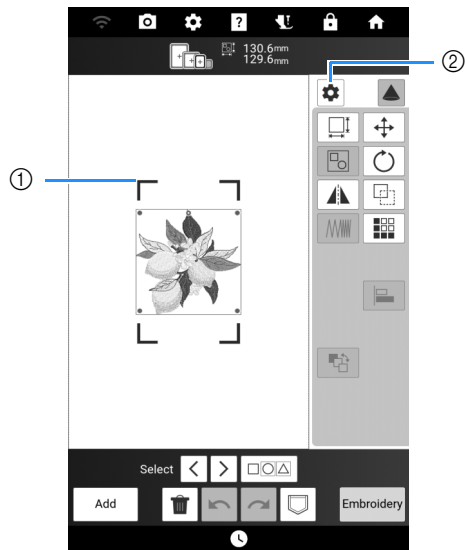 ?
130.6mm
129.6mm
②
①
Select
Add
Embroidery